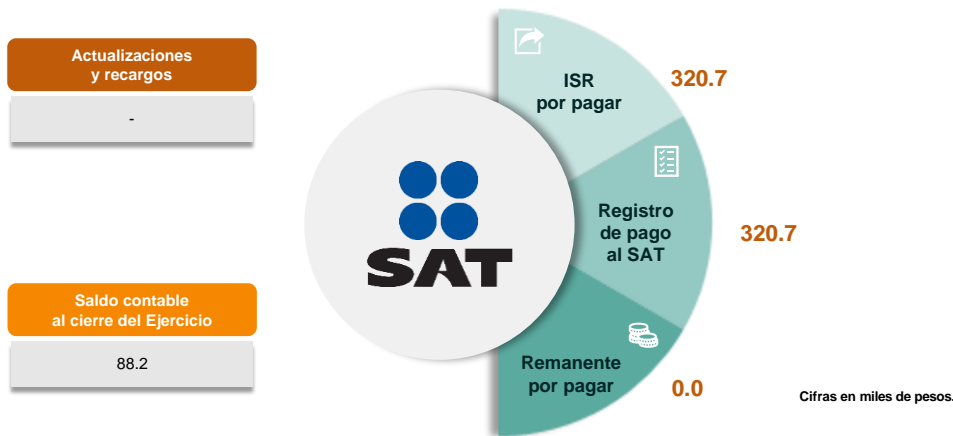 Actualizaciones
y recargos
-
Saldo contable
al cierre del Ejercicio
88.2
SAT
ISR
por pagar
320.7
Registro
de pago
al SAT
320.7
Remanente
por pagar
0.0
Cifras en miles de pesos.